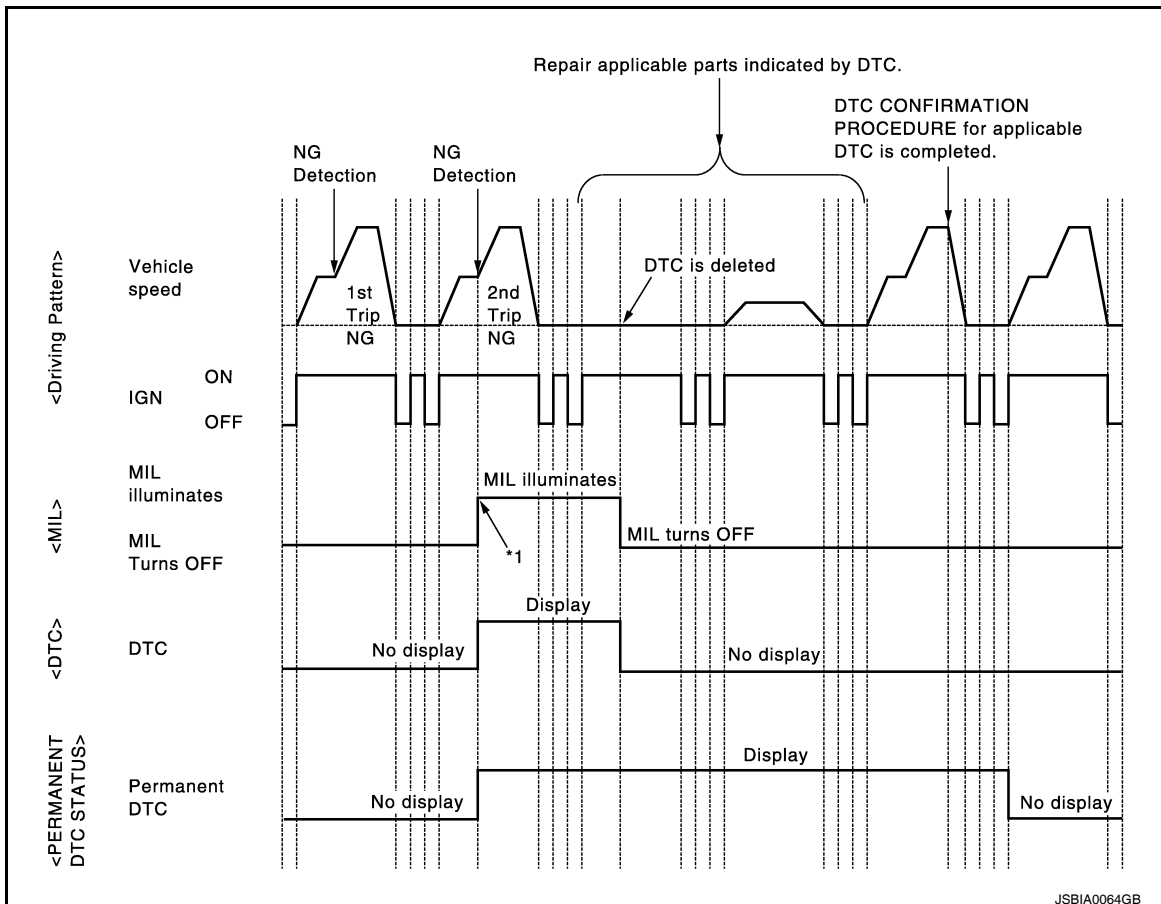 Repair applicable parts indicated by DTC.
DTC CONFIRMATION
PROCEDURE for applicable
DTC is completed.
NG
Detection
NG
Detection
<Driving Pattern>
Vehicle
speed
1st
Trip
NG
2nd
Trip
NG
DTC is deleted
IGN
ON
OFF
<MIL>
MIL
illuminates
MIL
Turns OFF
MIL illuminates
*1
MIL turns OFF
<DTC>
DTC
No display
Display
No display
<PERMANENT
DTC STATUS>
Permanent
DTC
No display
Display
No display
JSBIA0064GB